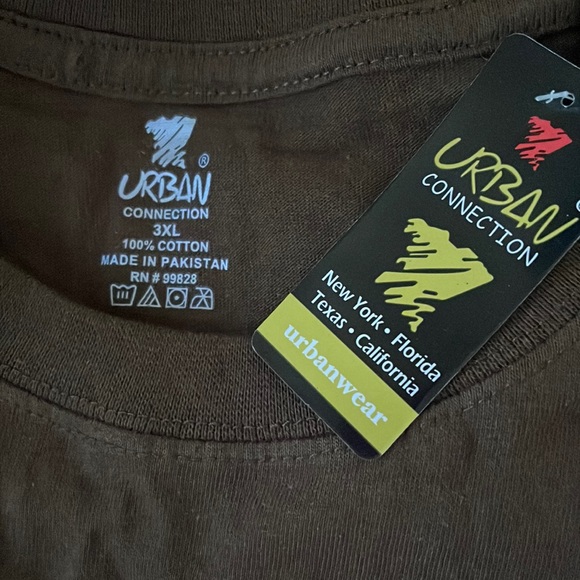 URBAN
®
CONNECTION
3XL
100% COTTON
MADE IN PAKISTAN
RN # 99828
URBAN
CONNECTION
New York • Florida
Texas • California
urbanwear